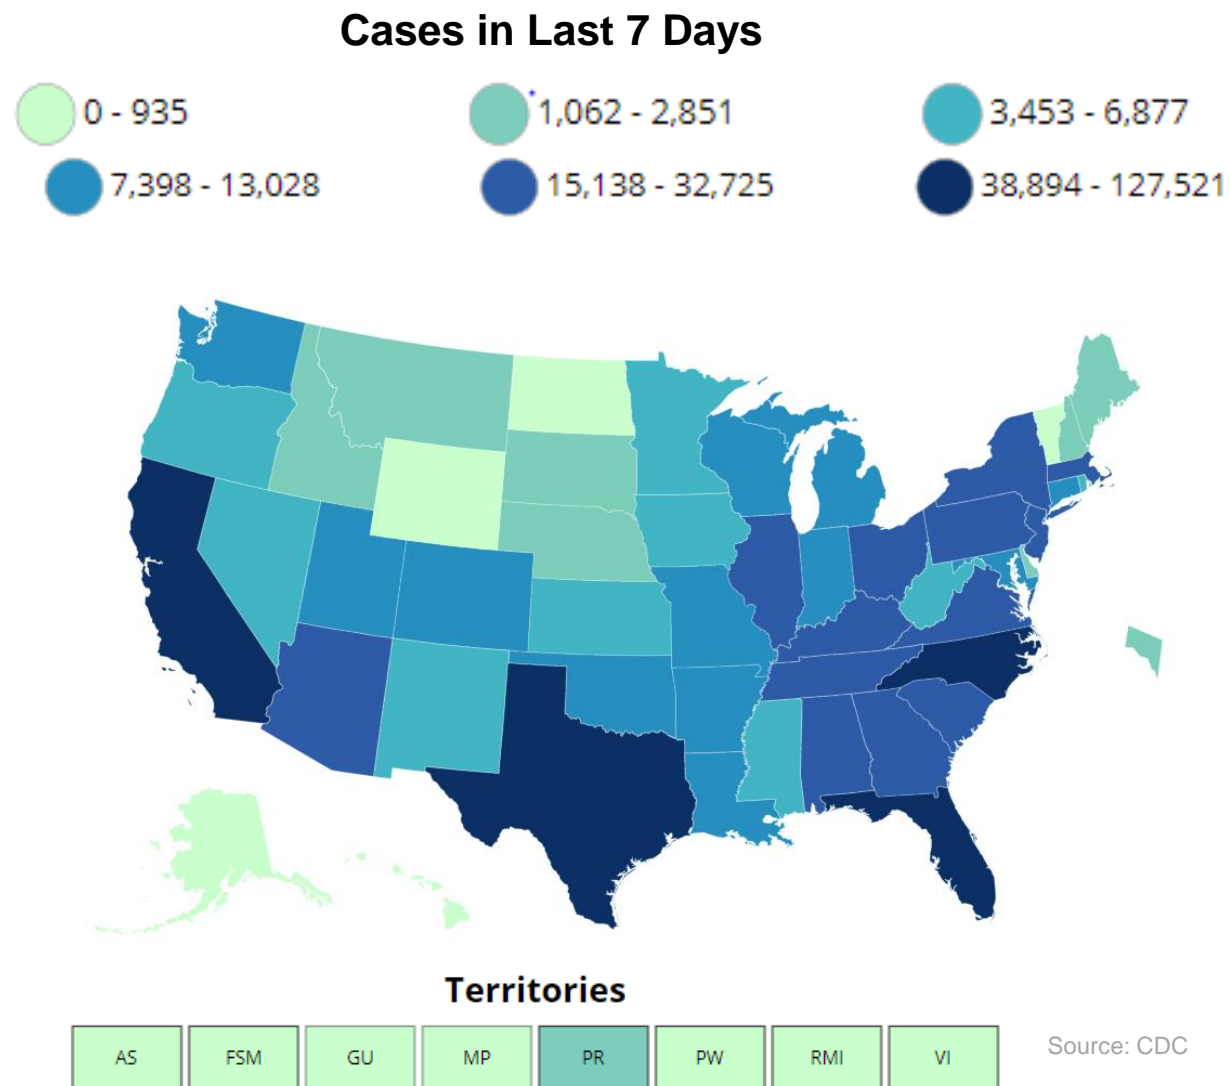 Cases in Last 7 Days
0 - 935
1,062 - 2,851
3,453 - 6,877
7,398 - 13,028
15,138 - 32,725
38,894 - 127,521
Territories
AS FSM GU MP PR PW RMI VI
Source: CDC